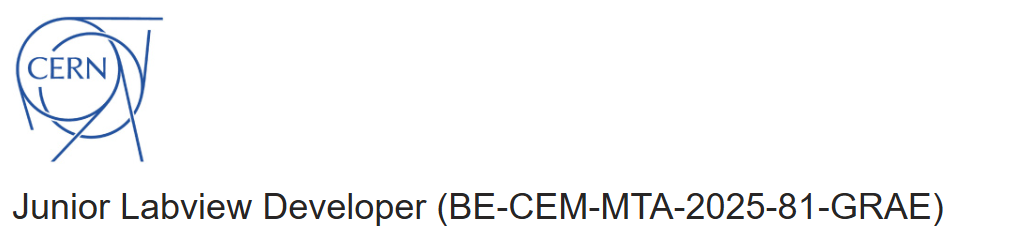 CERN
Junior Labview Developer (BE-CEM-MTA-2025-81-GRAE)